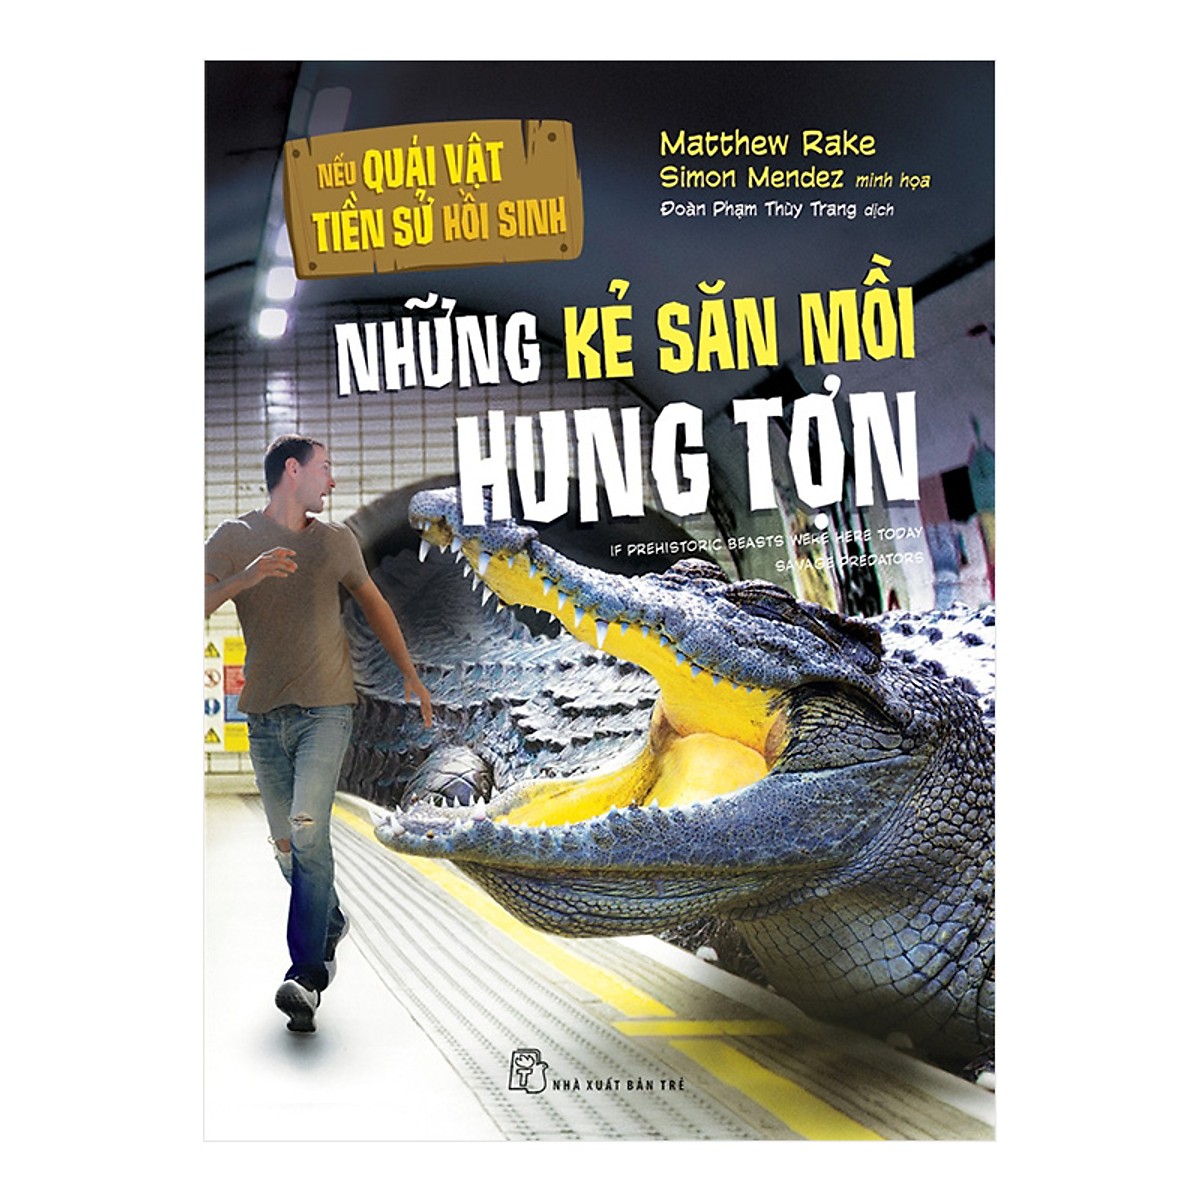 NẾU QUÁI VẬT
TIỀN SỬ HỒI SINH
Matthew Rake
Simon Mendez minh họa
Đoàn Phạm Thùy Trang dịch
NHỮNG KẺ SĂN MỒI
HUNG TỢN
IF PREHISTORIC BEASTS WERE HERE TODAY
SAVAGE PREDATORS
NHÀ XUẤT BẢN TRẺ